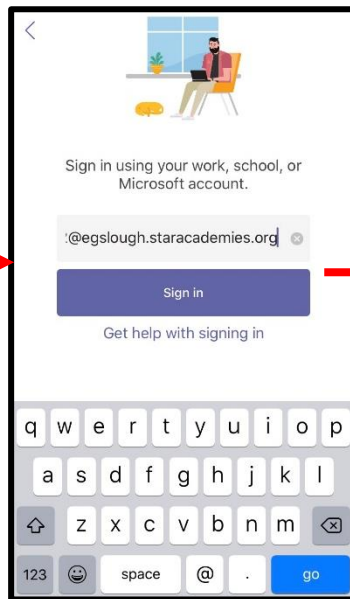 Sign in using your work, school, or
Microsoft account.
@egslough.staracademies.org
Sign in
Get help with signing in
q w e r t y u i o p
a s d f g h j k l
z x c v b n m
123 space @ . go